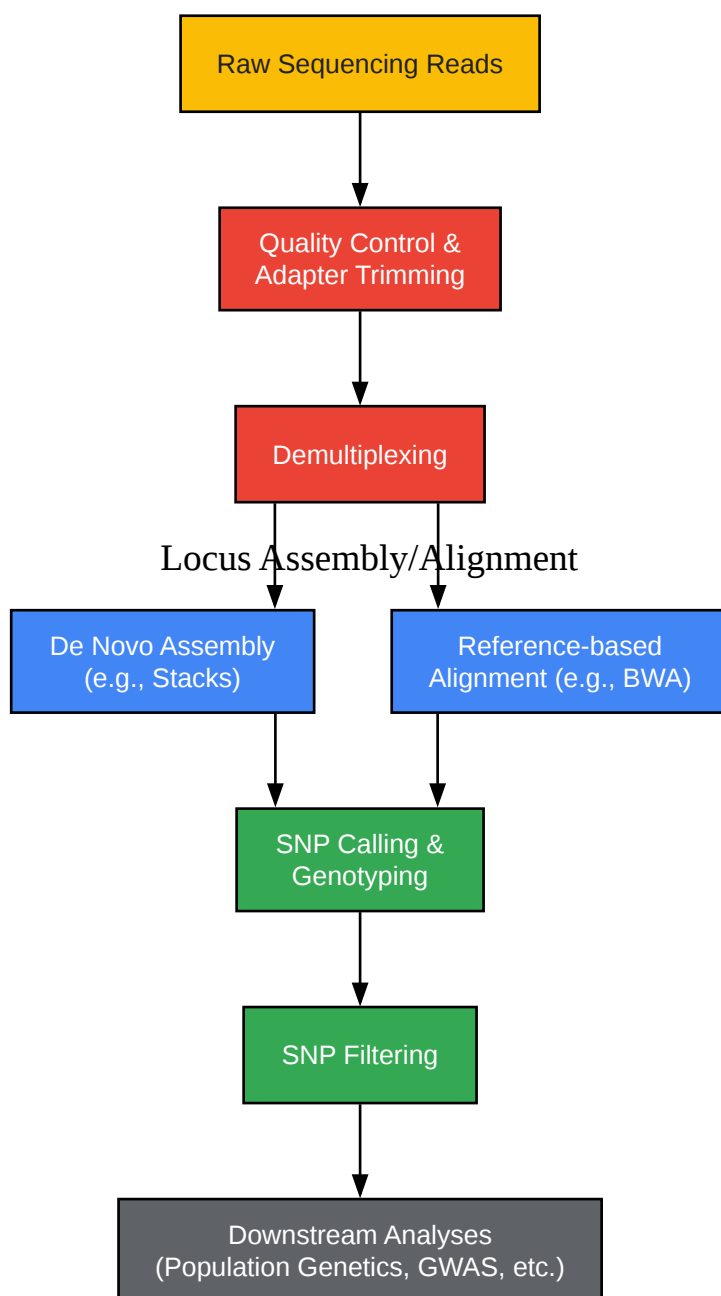 Raw Sequencing Reads
Quality Control &
Adapter Trimming
Demultiplexing
Locus Assembly/Alignment
De Novo Assembly
(e.g., Stacks)
Reference-based
Alignment (e.g., BWA)
SNP Calling &
Genotyping
SNP Filtering
Downstream Analyses
(Population Genetics, GWAS, etc.)